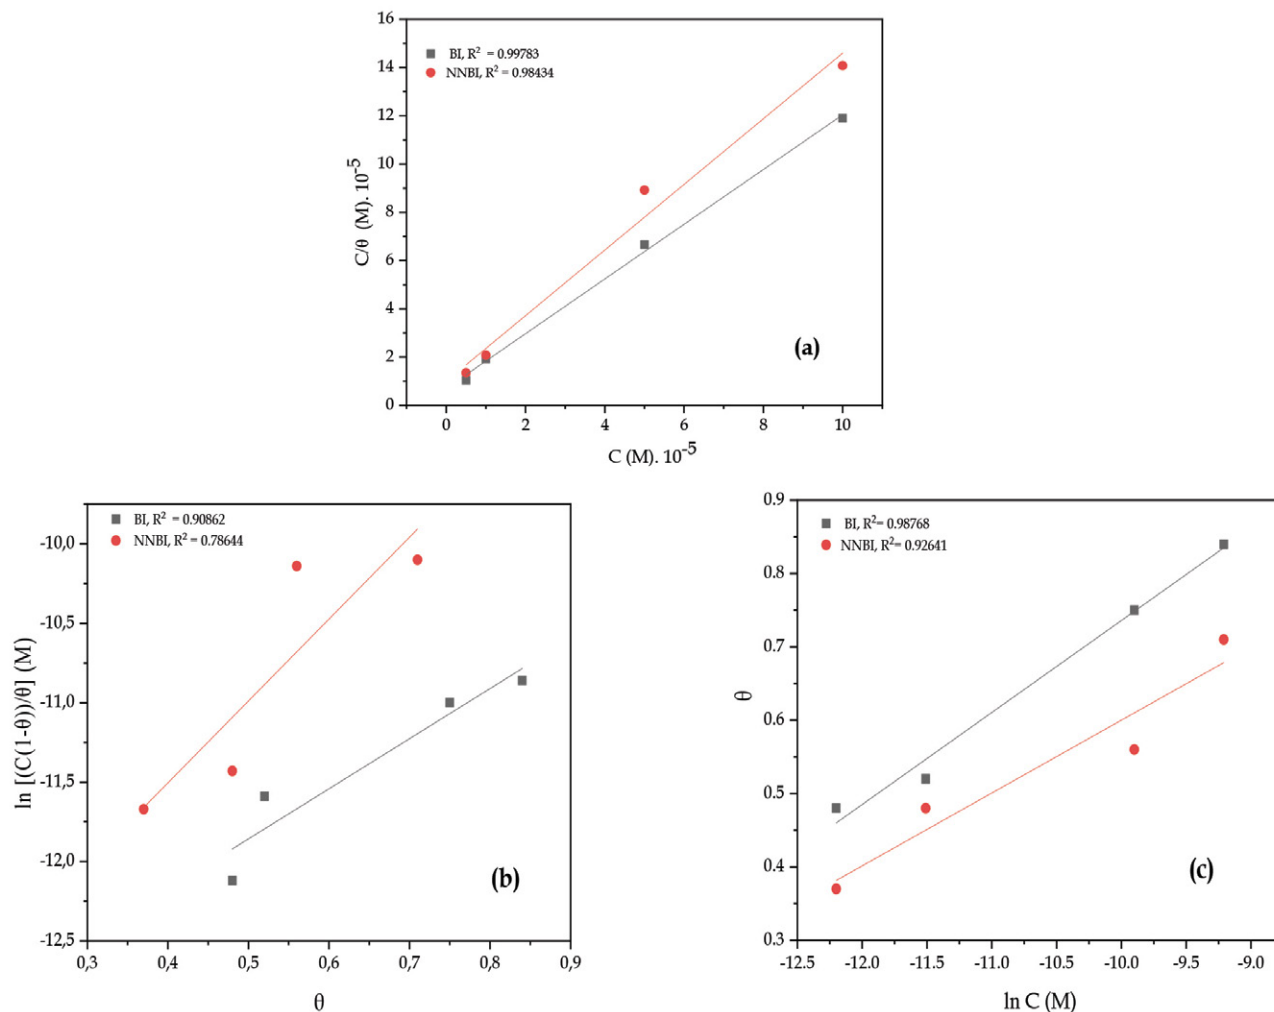 16
14
12
10
8
6
4
2
0
C/θ (M). 10⁻⁵
BI, R² = 0.99783
NNBI, R² = 0.98434
(a)
0 2 4 6 8 10
C (M). 10⁻⁵
-10,0
-10,5
-11,0
-11,5
-12,0
-12,5
ln [(C(1-θ))/θ] (M)
BI, R² = 0.90862
NNBI, R² = 0.78644
(b)
0,3 0,4 0,5 0,6 0,7 0,8 0,9
θ
0.9
0.8
0.7
0.6
0.5
0.4
0.3
θ
BI, R²= 0.98768
NNBI, R²= 0.92641
(c)
-12.5 -12.0 -11.5 -11.0 -10.5 -10.0 -9.5 -9.0
ln C (M)